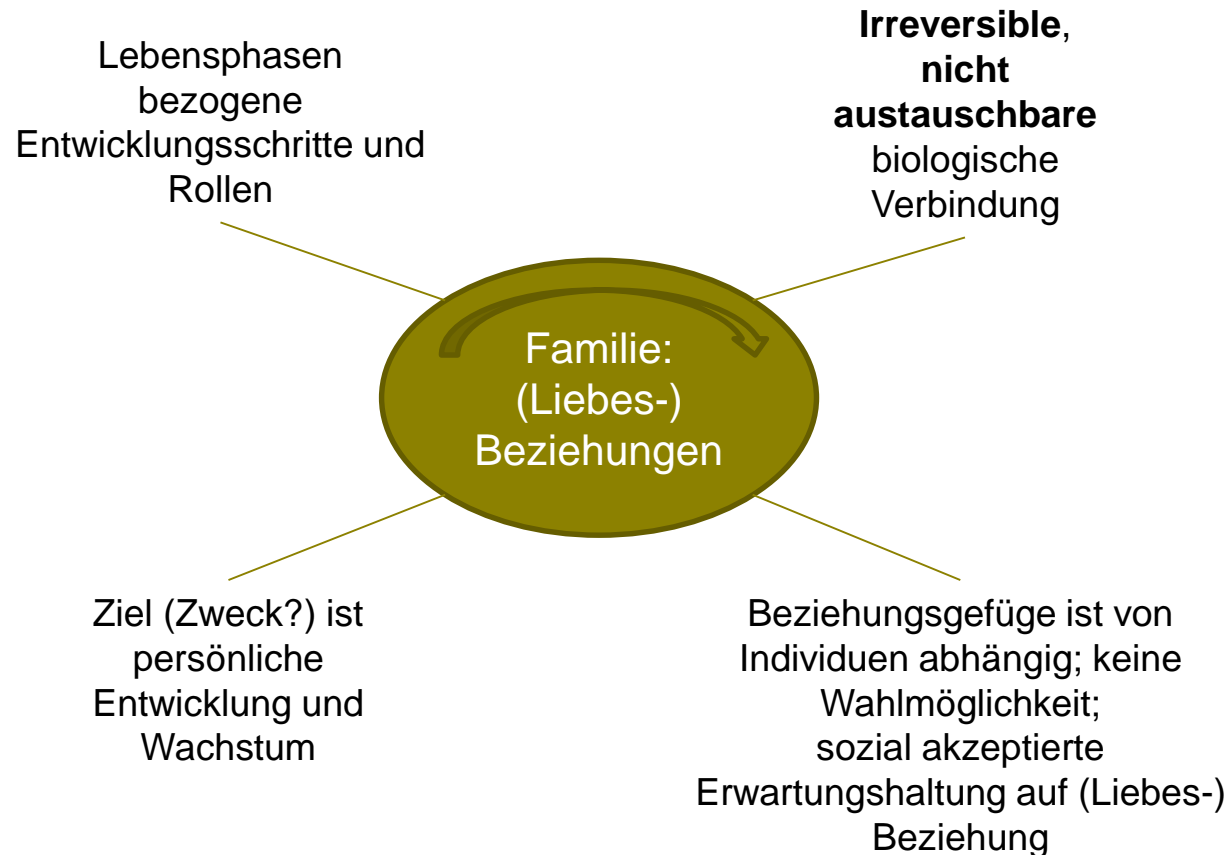 Lebensphasen
bezogene
Entwicklungsschritte und
Rollen
Irreversible,
nicht
austauschbare
biologische
Verbindung
Familie:
(Liebes-)
Beziehungen
Ziel (Zweck?) ist
persönliche
Entwicklung und
Wachstum
Beziehungsgefüge ist von
Individuen abhängig; keine
Wahlmöglichkeit;
sozial akzeptierte
Erwartungshaltung auf (Liebes-)
Beziehung